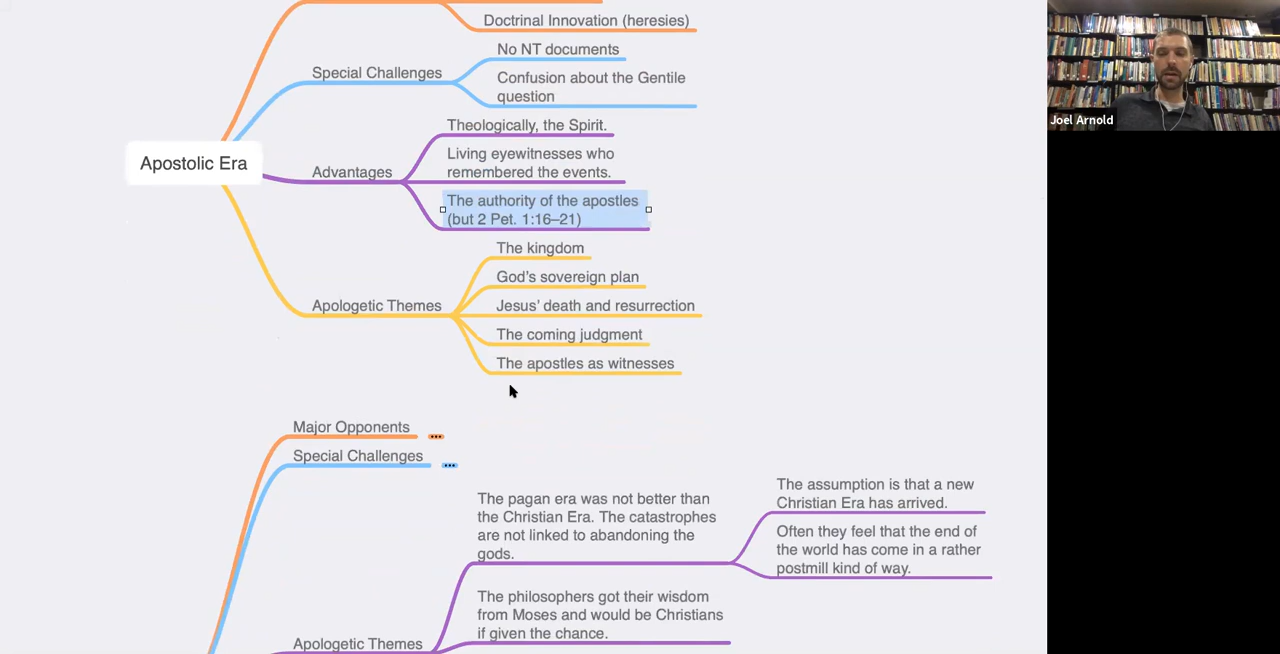 Doctrinal Innovation (heresies)
No NT documents
Special Challenges
Confusion about the Gentile
question
Apostolic Era
Theologically, the Spirit.
Living eyewitnesses who
remembered the events.
Advantages
The authority of the apostles
(but 2 Pet. 1:16–21)
The kingdom
God's sovereign plan
Apologetic Themes
Jesus' death and resurrection
The coming judgment
The apostles as witnesses
Major Opponents
Special Challenges
The pagan era was not better than
the Christian Era. The catastrophes
are not linked to abandoning the
gods.
The assumption is that a new
Christian Era has arrived.
Often they feel that the end of
the world has come in a rather
postmill kind of way.
The philosophers got their wisdom
from Moses and would be Christians
if given the chance.
Apologetic Themes
Joel Arnold